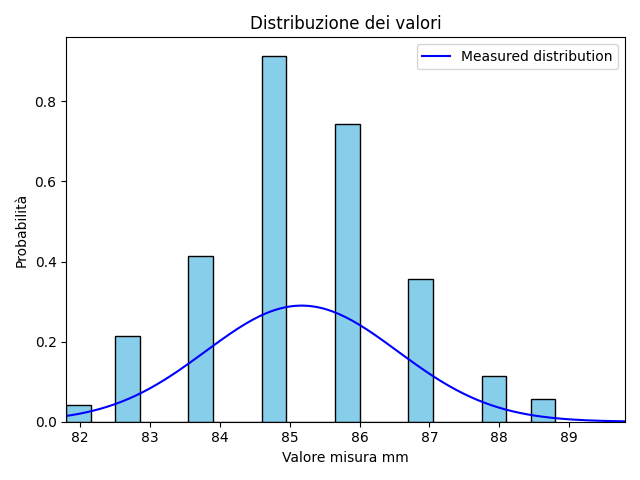 Distribuzione dei valori
Measured distribution
Probabilità
0.8
0.6
0.4
0.2
0.0
82 83 84 85 86 87 88 89
Valore misura mm